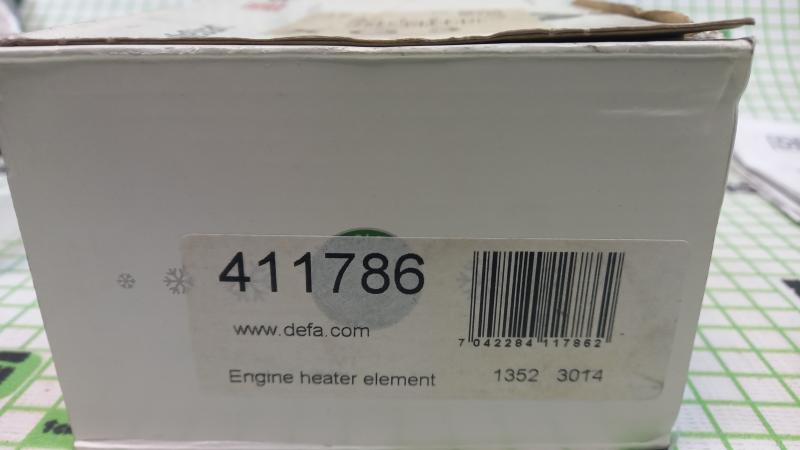 411786
www.defa.com
7 042284 117862
Engine heater element 1352 3014